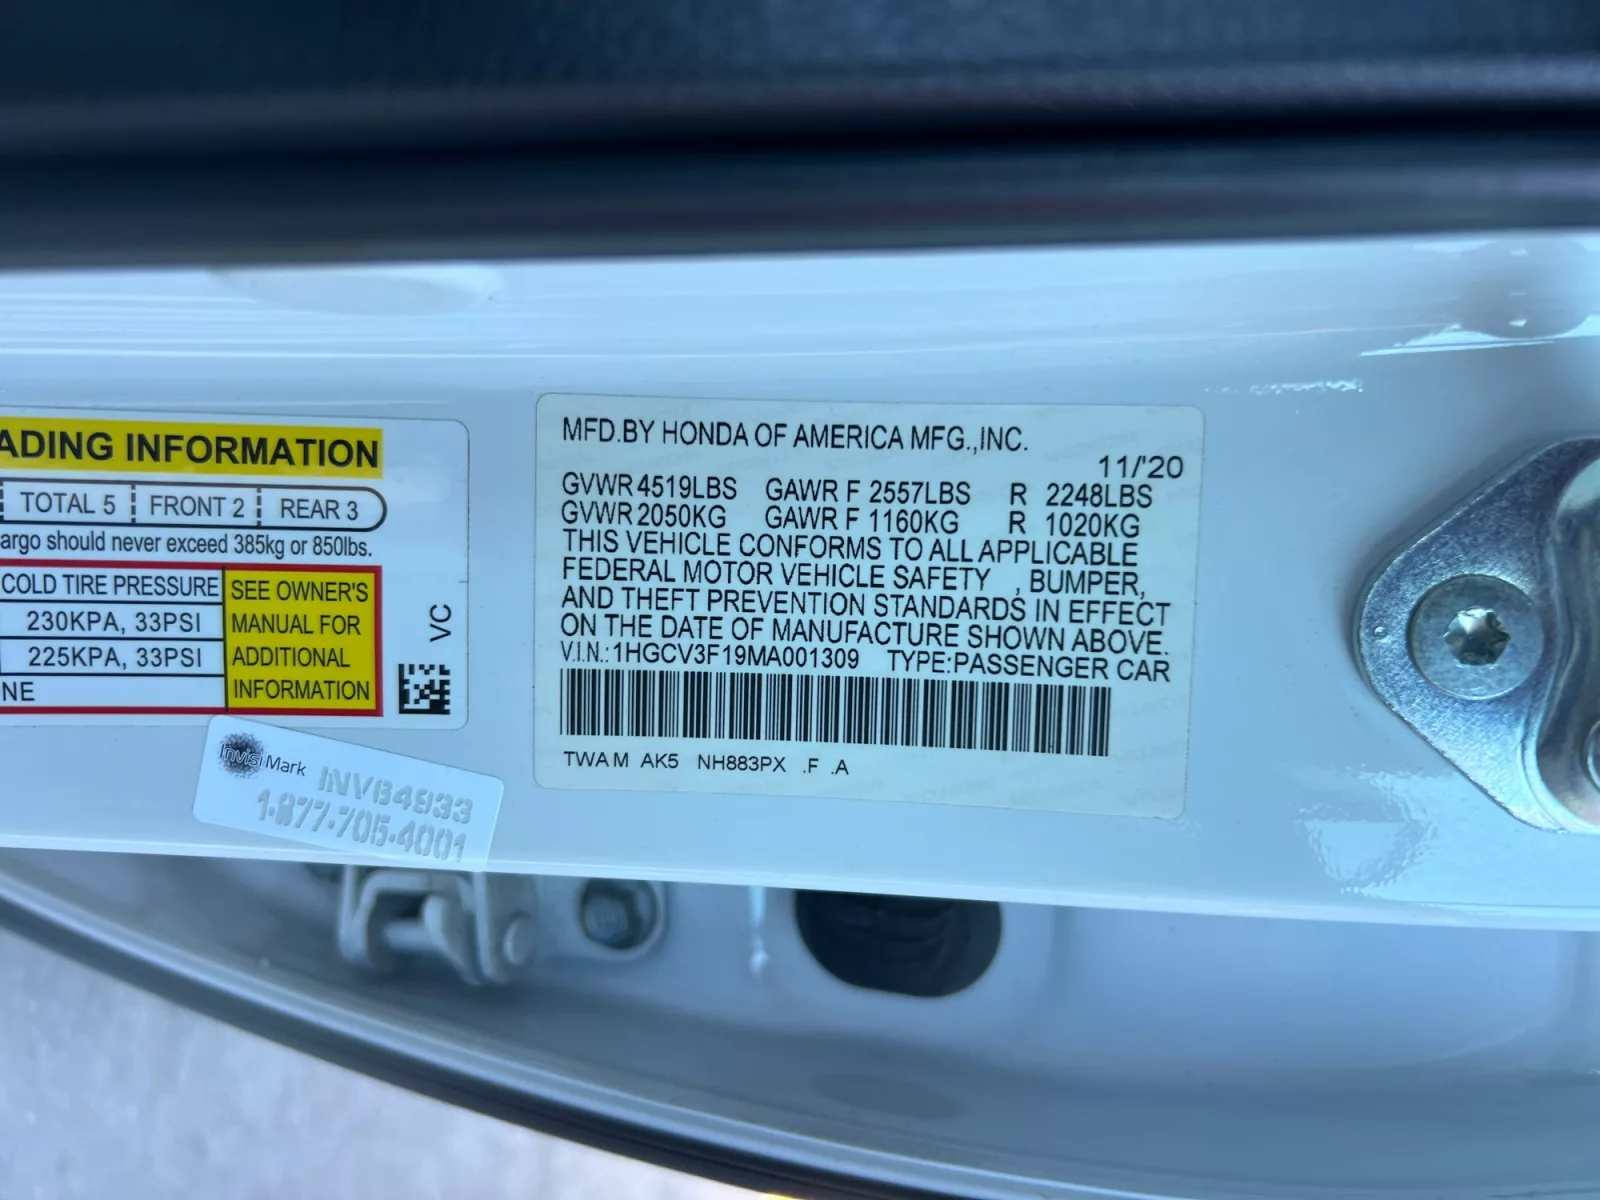 ADING INFORMATION
TOTAL 5 FRONT 2 REAR 3
argo should never exceed 385kg or 850lbs.
COLD TIRE PRESSURE
230KPA, 33PSI
225KPA, 33PSI
NE
SEE OWNER'S
MANUAL FOR
ADDITIONAL
INFORMATION
VC
InvisiMark
INV64933
1-877-705-4001
MFD.BY HONDA OF AMERICA MFG.,INC.
11/'20
GVWR 4519LBS GAWR F 2557LBS R 2248LBS
GVWR 2050KG GAWR F 1160KG R 1020KG
THIS VEHICLE CONFORMS TO ALL APPLICABLE
FEDERAL MOTOR VEHICLE SAFETY , BUMPER,
AND THEFT PREVENTION STANDARDS IN EFFECT
ON THE DATE OF MANUFACTURE SHOWN ABOVE.
V.I.N.:1HGCV3F19MA001309 TYPE:PASSENGER CAR
TWA M AK5 NH883PX .F .A